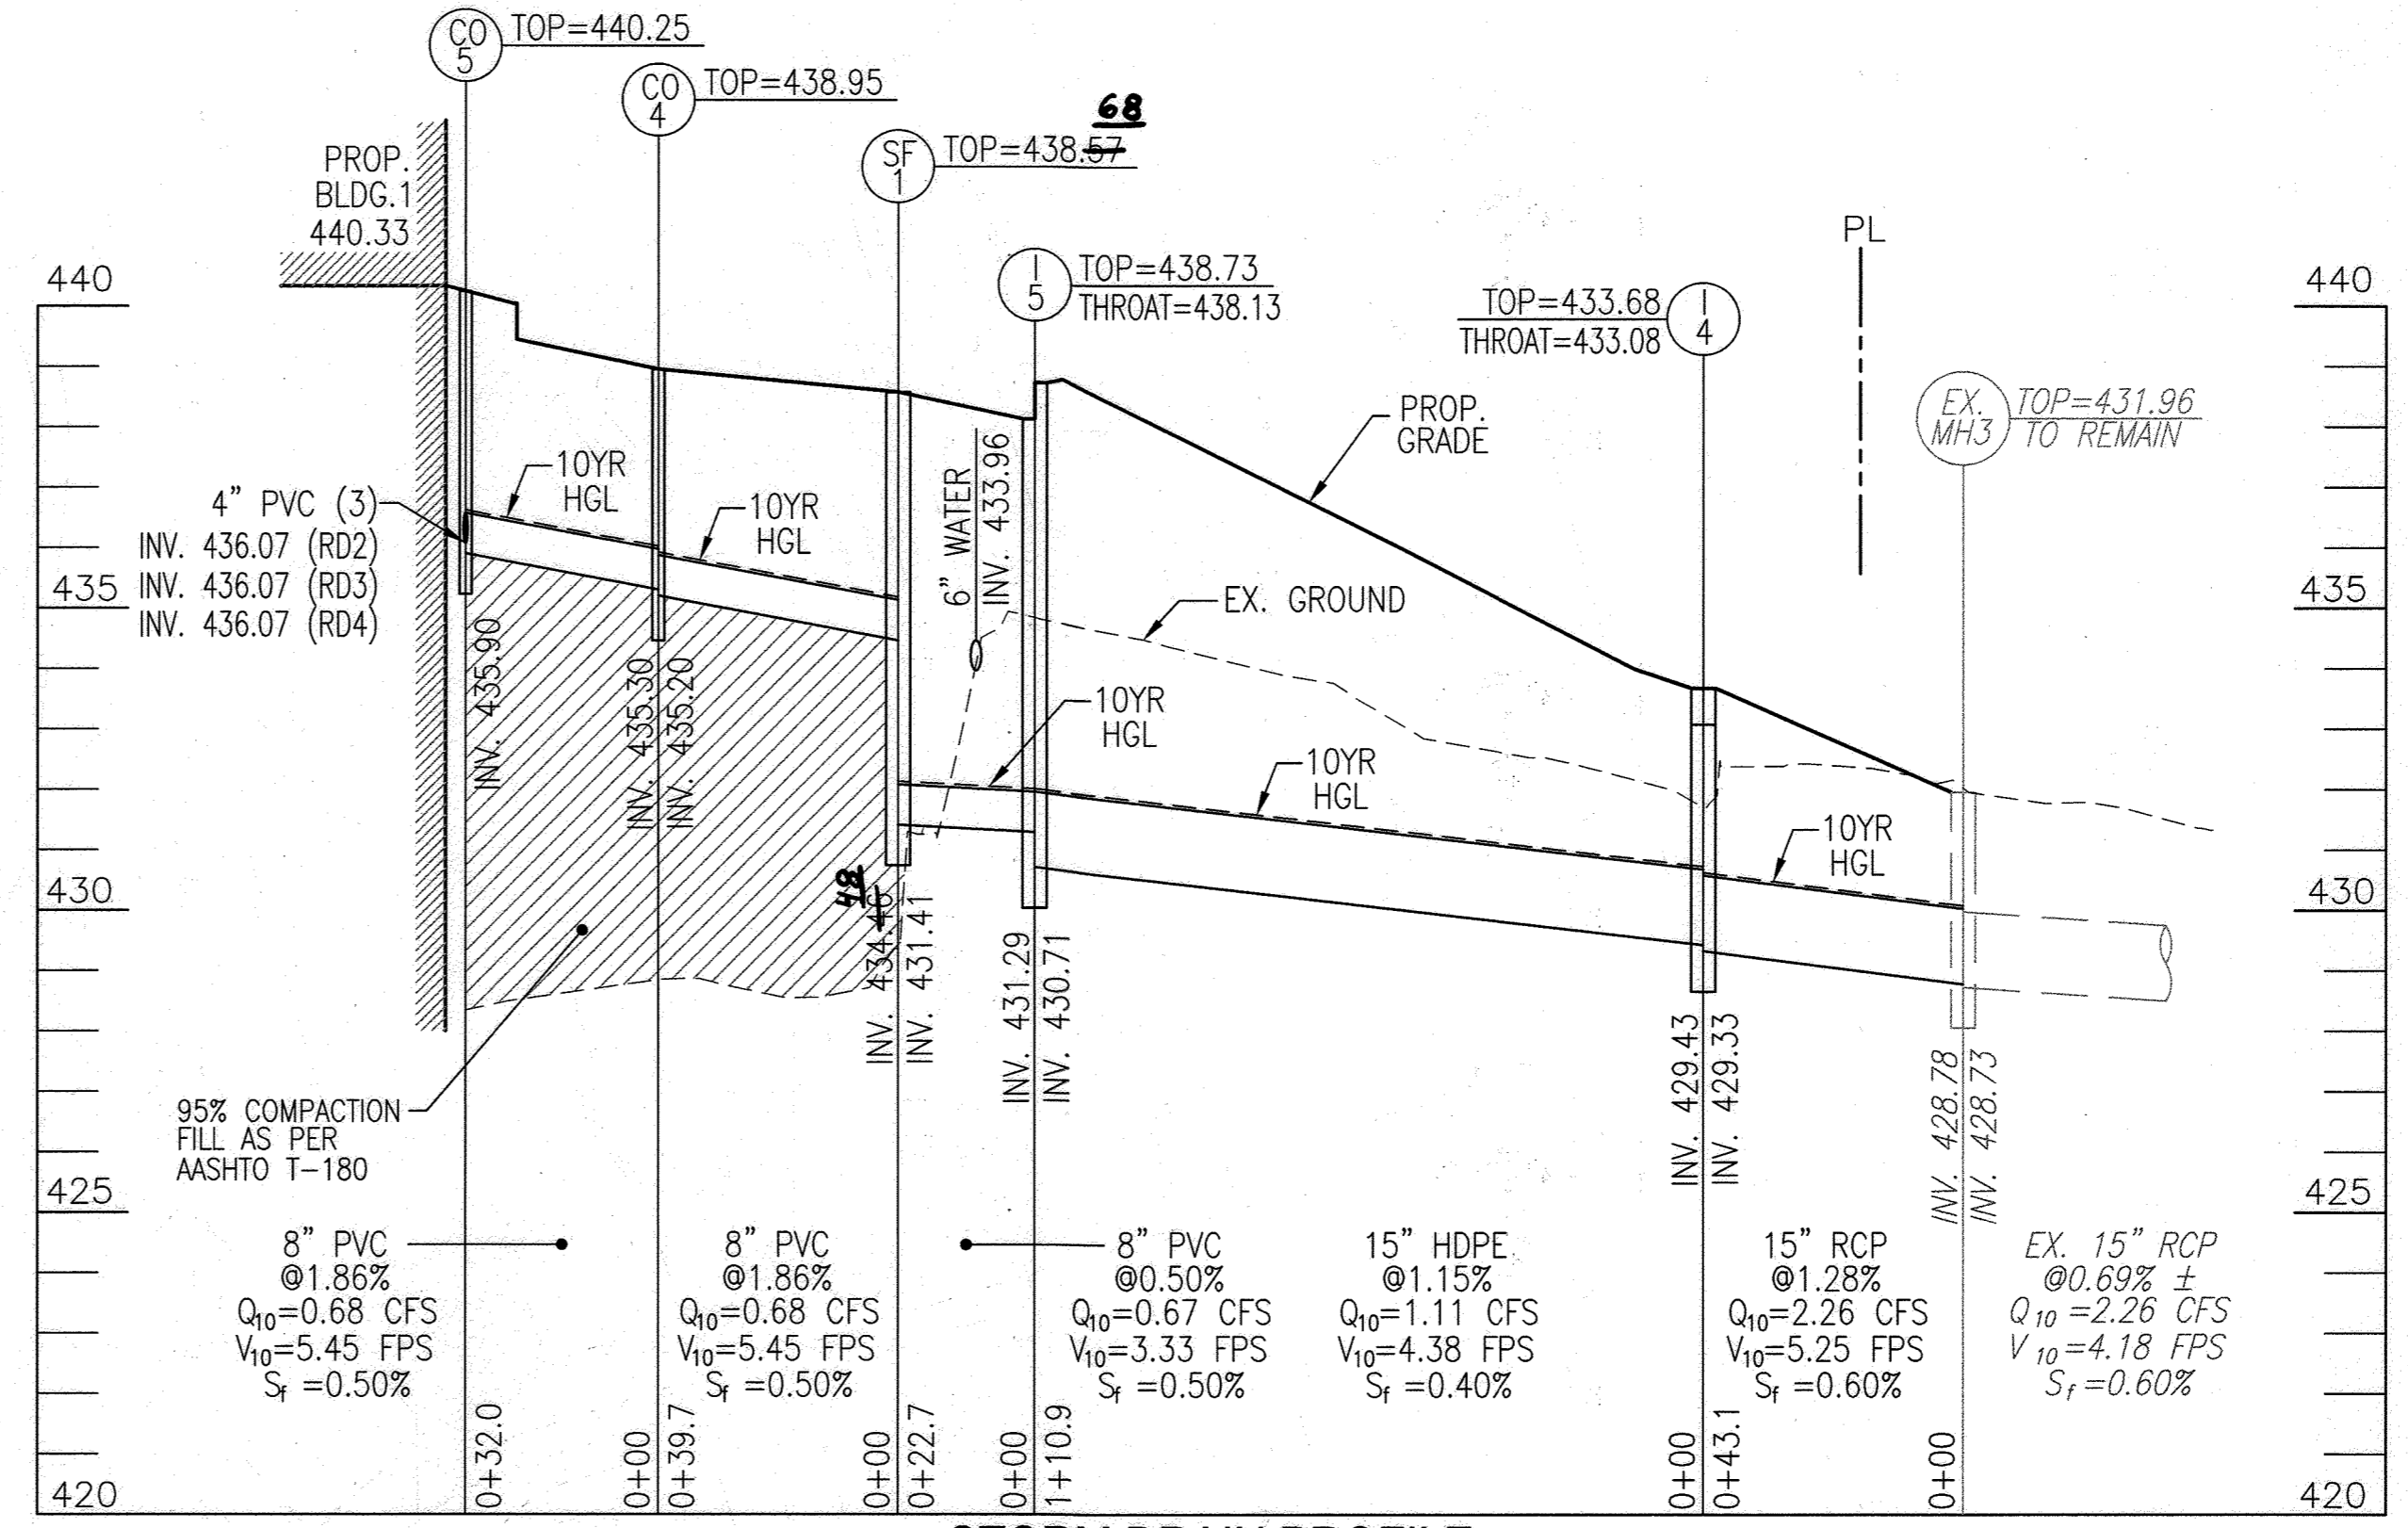 CO
5
TOP=440.25
CO
4
TOP=438.95
68
SF
1
TOP=438.57
PROP.
BLDG.1
440.33
I
5
TOP=438.73
THROAT=438.13
TOP=433.68
THROAT=433.08
I
4
PL
EX.
MH3
TOP=431.96
TO REMAIN
440
440
PROP.
GRADE
10YR
HGL
10YR
HGL
6" WATER
INV. 433.96
4" PVC (3)
INV. 436.07 (RD2)
INV. 436.07 (RD3)
INV. 436.07 (RD4)
435
435
EX. GROUND
INV. 435.90
INV. 435.30
INV. 435.20
10YR
HGL
10YR
HGL
10YR
HGL
430
430
48
INV. 434.46
INV. 431.41
INV. 431.29
INV. 430.71
INV. 429.43
INV. 429.33
INV. 428.78
INV. 428.73
95% COMPACTION
FILL AS PER
AASHTO T-180
425
425
8" PVC
@1.86%
Q10=0.68 CFS
V10=5.45 FPS
Sf =0.50%
8" PVC
@1.86%
Q10=0.68 CFS
V10=5.45 FPS
Sf =0.50%
8" PVC
@0.50%
Q10=0.67 CFS
V10=3.33 FPS
Sf =0.50%
15" HDPE
@1.15%
Q10=1.11 CFS
V10=4.38 FPS
Sf =0.40%
15" RCP
@1.28%
Q10=2.26 CFS
V10=5.25 FPS
Sf =0.60%
EX. 15" RCP
@0.69% ±
Q10 =2.26 CFS
V10 =4.18 FPS
Sf =0.60%
0+32.0
0+00
0+39.7
0+00
0+22.7
0+00
1+10.9
0+00
0+43.1
0+00
420
420
STORM DRAIN PROFILE